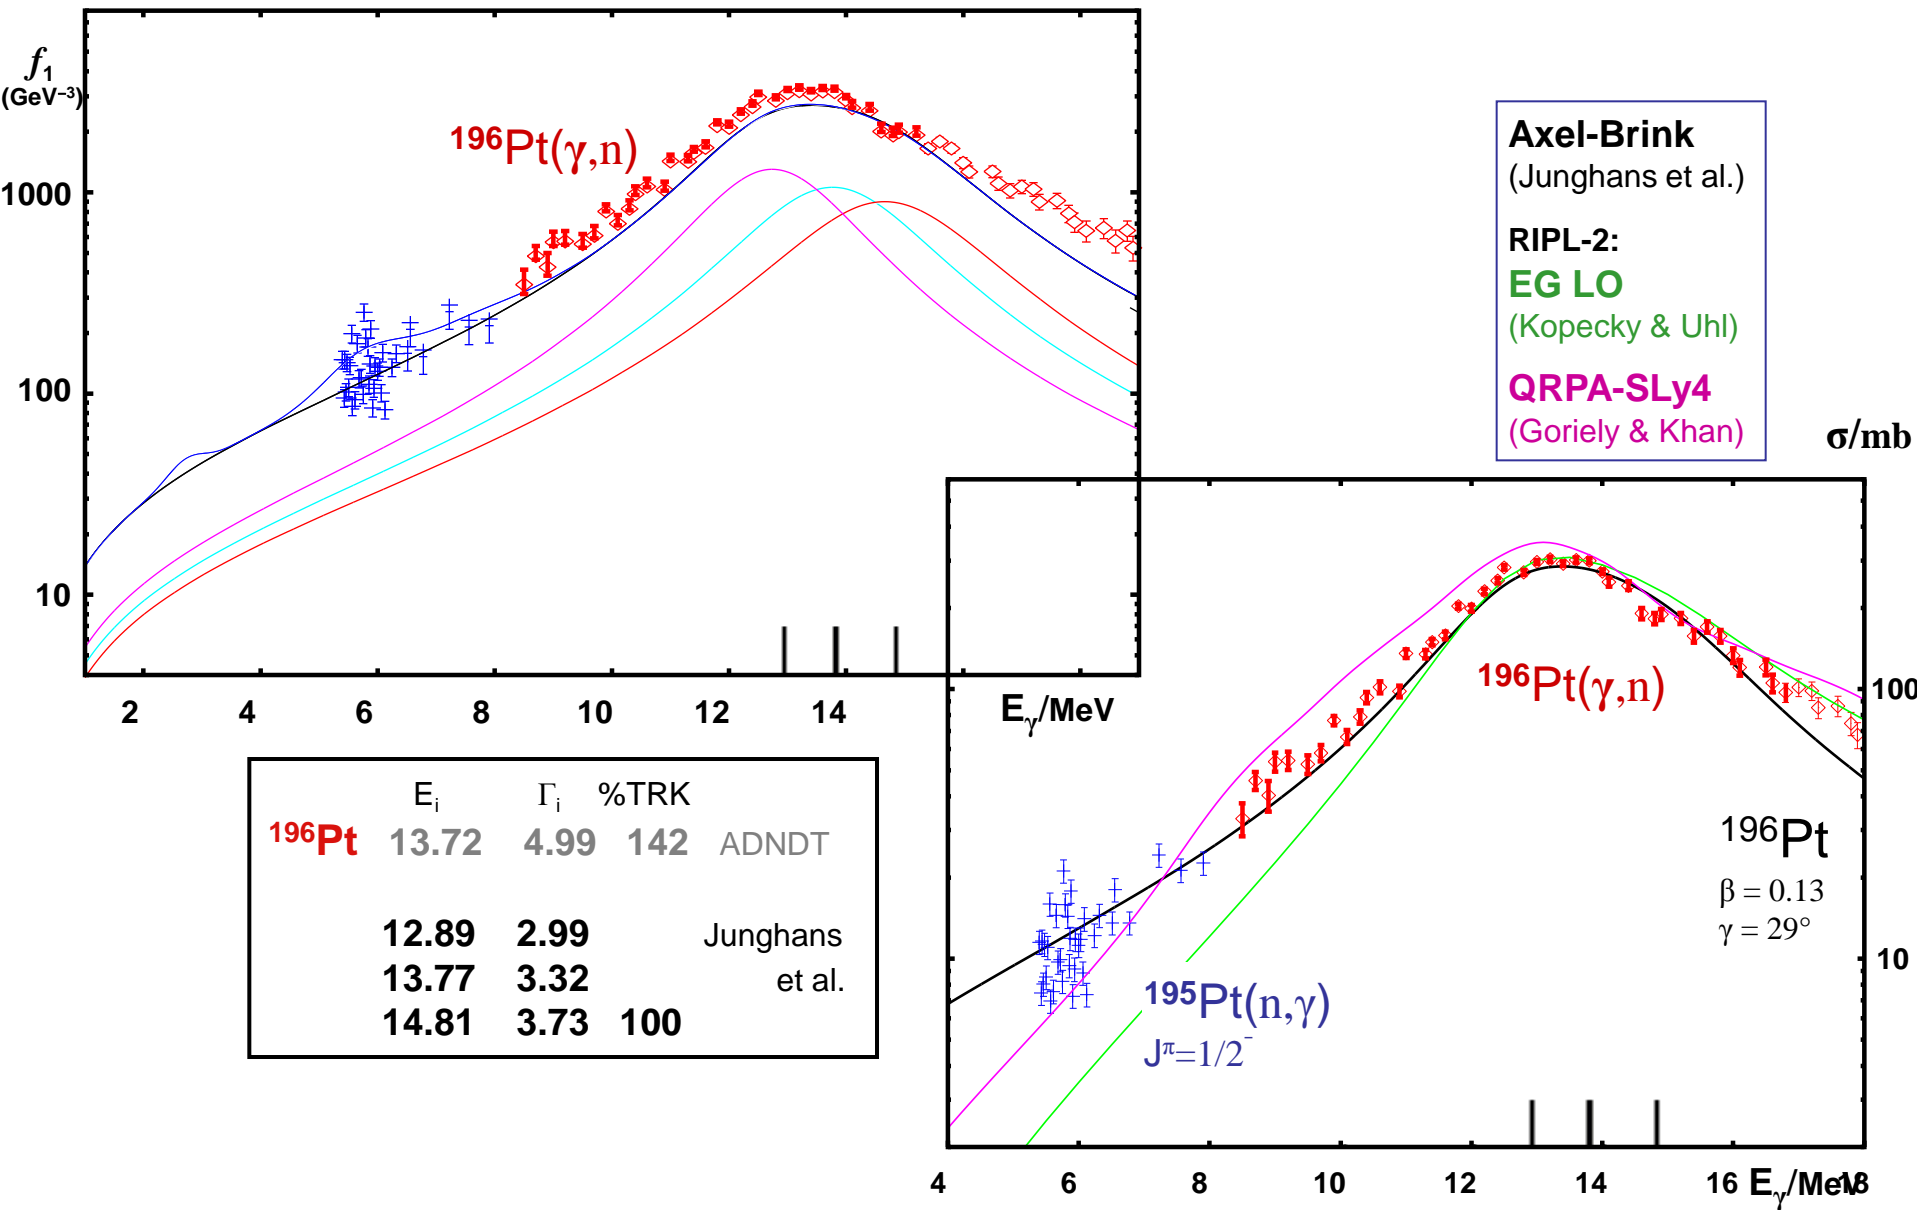 f₁
(GeV⁻³)
1000
100
10
¹⁹⁶Pt(γ,n)
2 4 6 8 10 12 14 Eγ/MeV
Axel-Brink
(Junghans et al.)
RIPL-2:
EG LO
(Kopecky & Uhl)
QRPA-SLy4
(Goriely & Khan)
σ/mb
Eᵢ Γᵢ %TRK
¹⁹⁶Pt 13.72 4.99 142 ADNDT
12.89 2.99 Junghans
13.77 3.32 et al.
14.81 3.73 100
¹⁹⁶Pt(γ,n)
100
10
¹⁹⁶Pt
β = 0.13
γ = 29°
¹⁹⁵Pt(n,γ)
Jπ=1/2⁻
4 6 8 10 12 14 16 Eγ/MeV 18